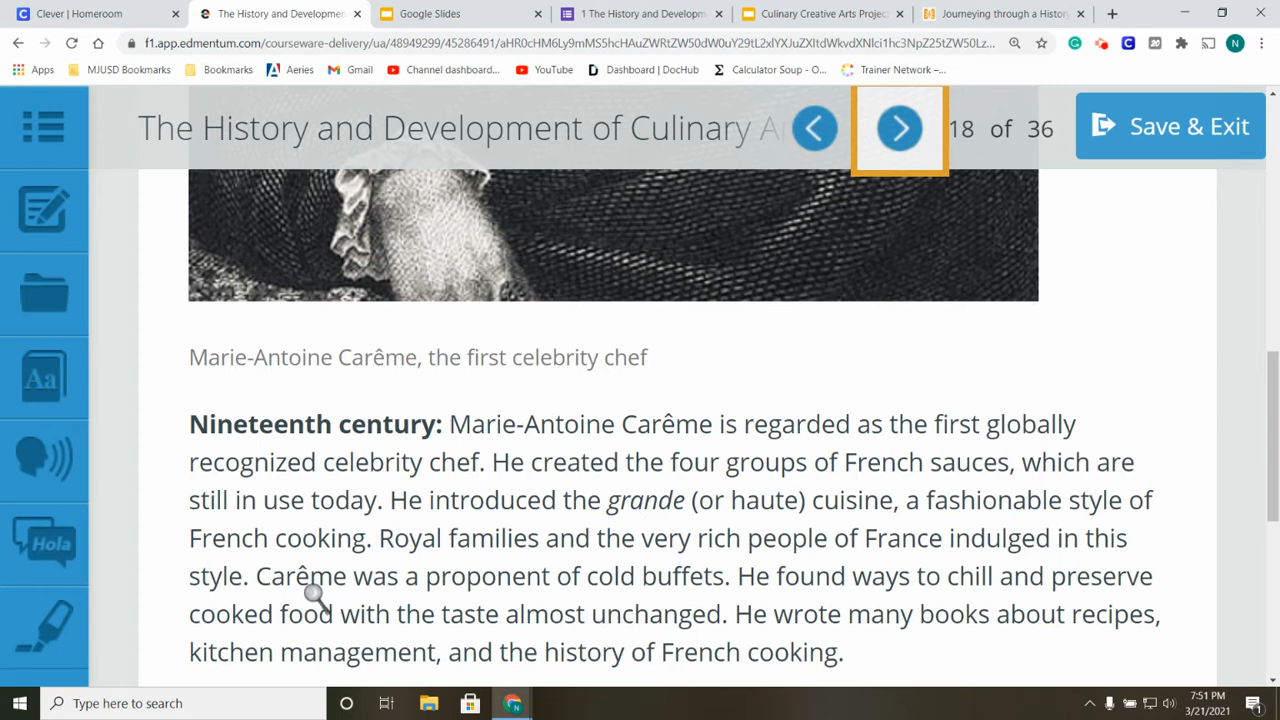 Clever | Homeroom
The History and Developmen
Google Slides
1 The History and Developm
Culinary Creative Arts Projec
Journeying through a History
f1.app.edmentum.com/courseware-delivery/ua/48949909/45286491/
Apps
MJUSD Bookmarks
Bookmarks
Aeries
Gmail
Channel dashboard...
YouTube
Dashboard | DocHub
Calculator Soup - O...
Trainer Network –...
N
The History and Development of Culinary A
18 of 36
Save & Exit
Aa
Hola
Marie-Antoine Carême, the first celebrity chef
Nineteenth century: Marie-Antoine Carême is regarded as the first globally
recognized celebrity chef. He created the four groups of French sauces, which are
still in use today. He introduced the grande (or haute) cuisine, a fashionable style of
French cooking. Royal families and the very rich people of France indulged in this
style. Carême was a proponent of cold buffets. He found ways to chill and preserve
cooked food with the taste almost unchanged. He wrote many books about recipes,
kitchen management, and the history of French cooking.
Type here to search
N
7:51 PM
3/21/2021
1